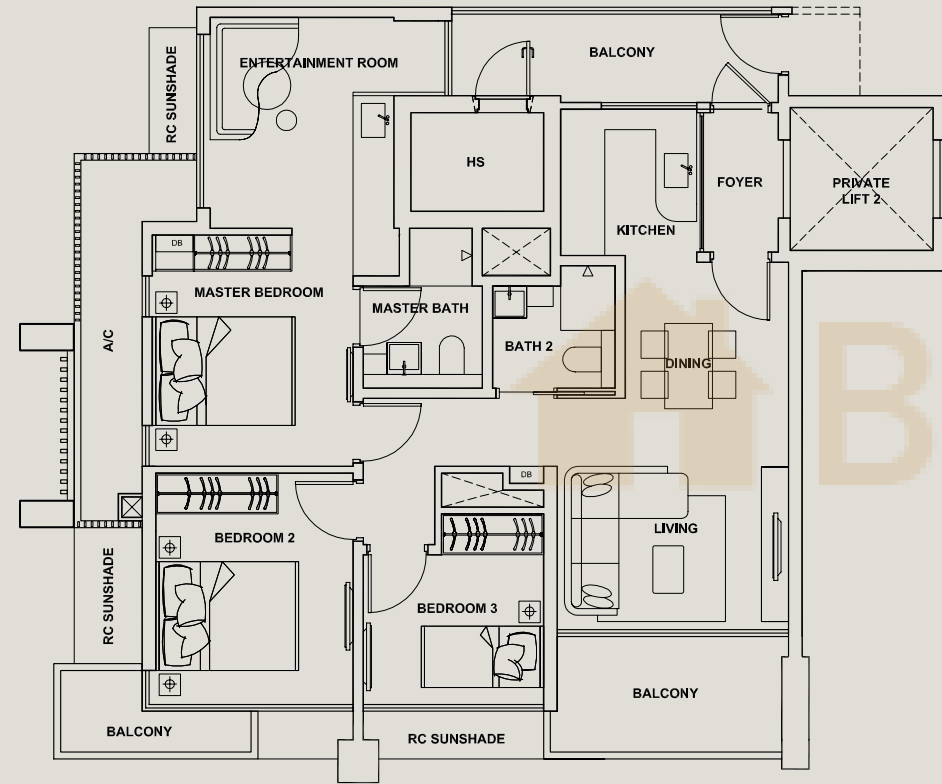 BALCONY
ENTERTAINMENT ROOM
RC SUNSHADE
HS
FOYER
PRIVATE
LIFT 2
KITCHEN
DB
MASTER BEDROOM
MASTER BATH
A/C
BATH 2
DINING
B
DB
LIVING
BEDROOM 2
BEDROOM 3
RC SUNSHADE
BALCONY
BALCONY
RC SUNSHADE